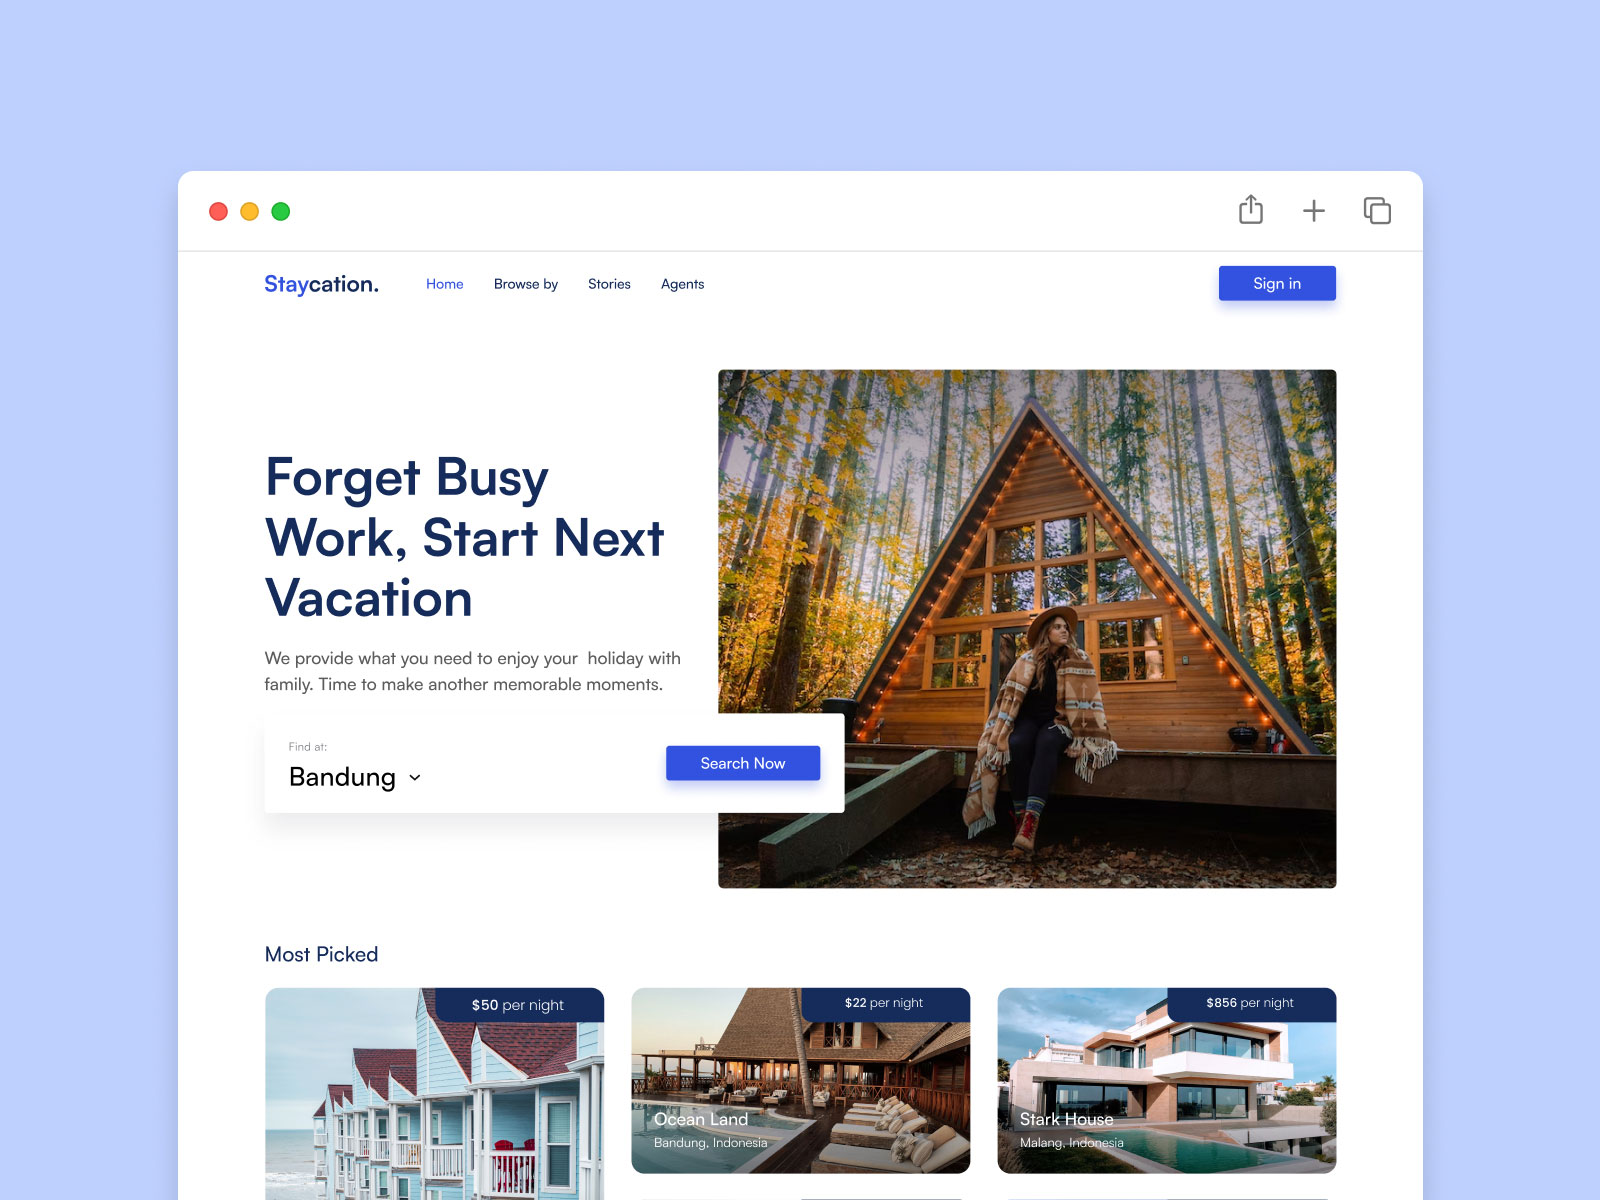 Staycation.
Home
Browse by
Stories
Agents
Sign in
Forget Busy
Work, Start Next
Vacation
We provide what you need to enjoy your  holiday with
family. Time to make another memorable moments.
Find at:
Bandung
Search Now
Most Picked
$50 per night
$22 per night
Ocean Land
Bandung, Indonesia
$856 per night
Stark House
Malang, Indonesia